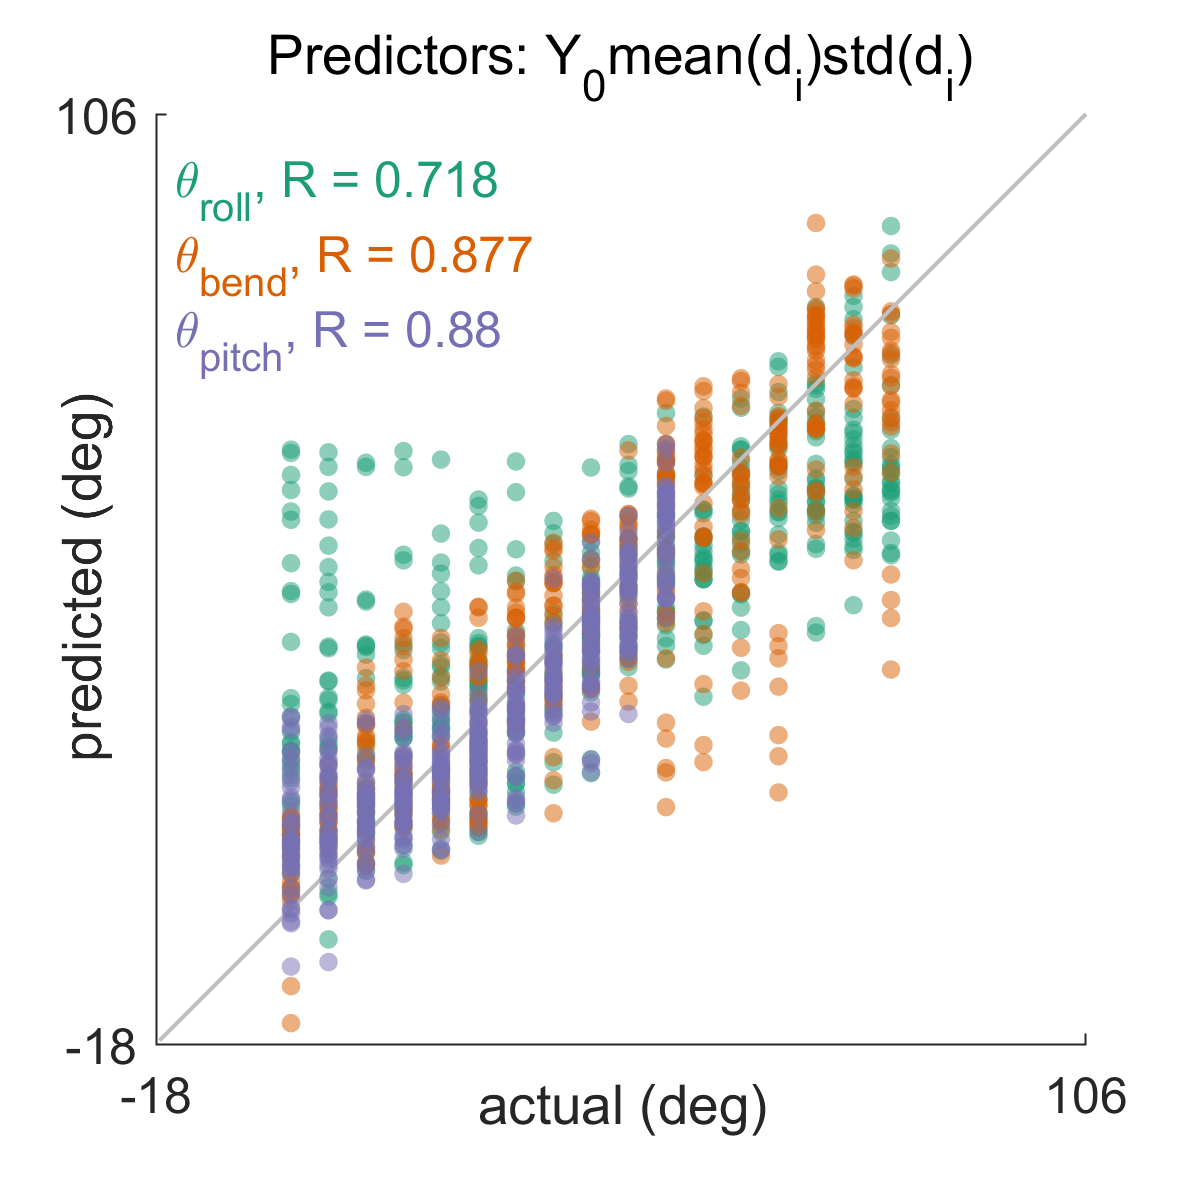 Predictors: Y₀mean(dᵢ)std(dᵢ)
106
θroll, R = 0.718
θbend, R = 0.877
θpitch, R = 0.88
predicted (deg)
-18
-18
106
actual (deg)